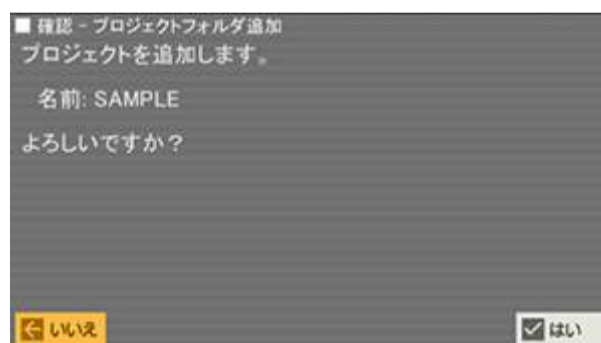 確認 - プロジェクトフォルダ追加
プロジェクトを追加します。
名前: SAMPLE
よろしいですか？
いいえ
はい